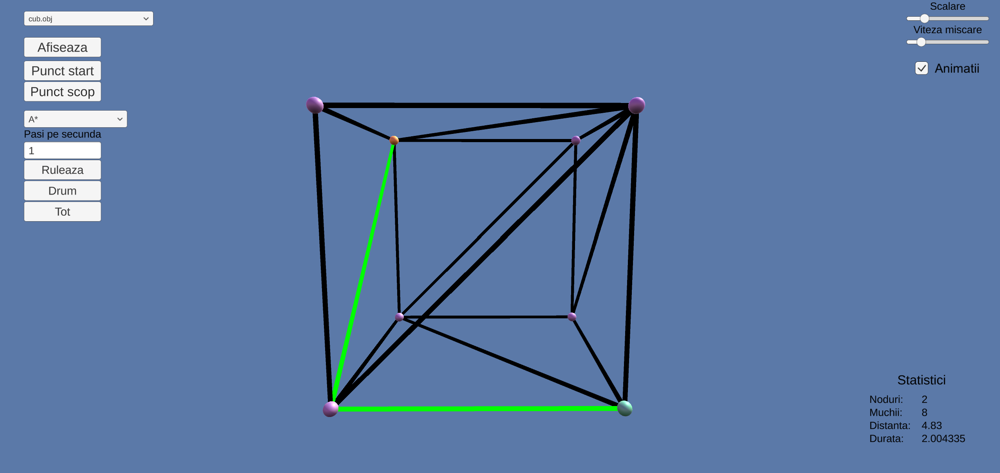 cub.obj
Afiseaza
Punct start
Punct scop
A*
Pasi pe secunda
1
Ruleaza
Drum
Tot
Scalare
Viteza miscare
Animatii
Statistici
Noduri: 2
Muchii: 8
Distanta: 4.83
Durata: 2.004335